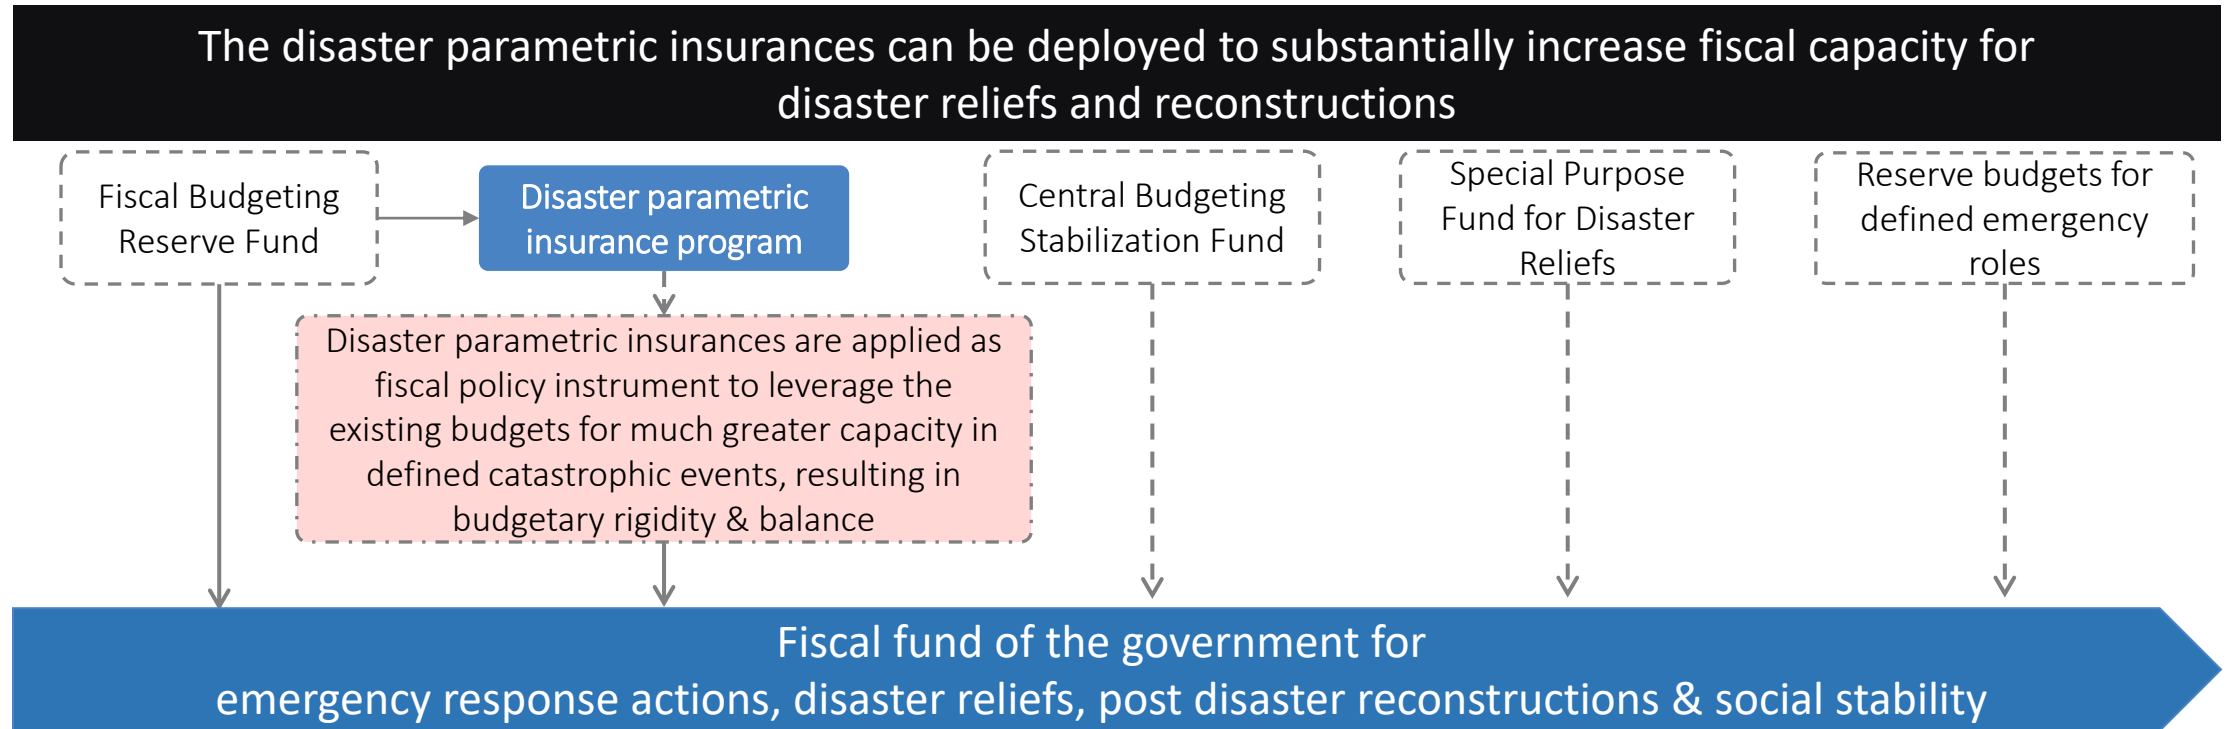 The disaster parametric insurances can be deployed to substantially increase fiscal capacity for
disaster reliefs and reconstructions
Fiscal Budgeting
Reserve Fund
Disaster parametric
insurance program
Central Budgeting
Stabilization Fund
Special Purpose
Fund for Disaster
Reliefs
Reserve budgets for
defined emergency
roles
Disaster parametric insurances are applied as
fiscal policy instrument to leverage the
existing budgets for much greater capacity in
defined catastrophic events, resulting in
budgetary rigidity & balance
Fiscal fund of the government for
emergency response actions, disaster reliefs, post disaster reconstructions & social stability